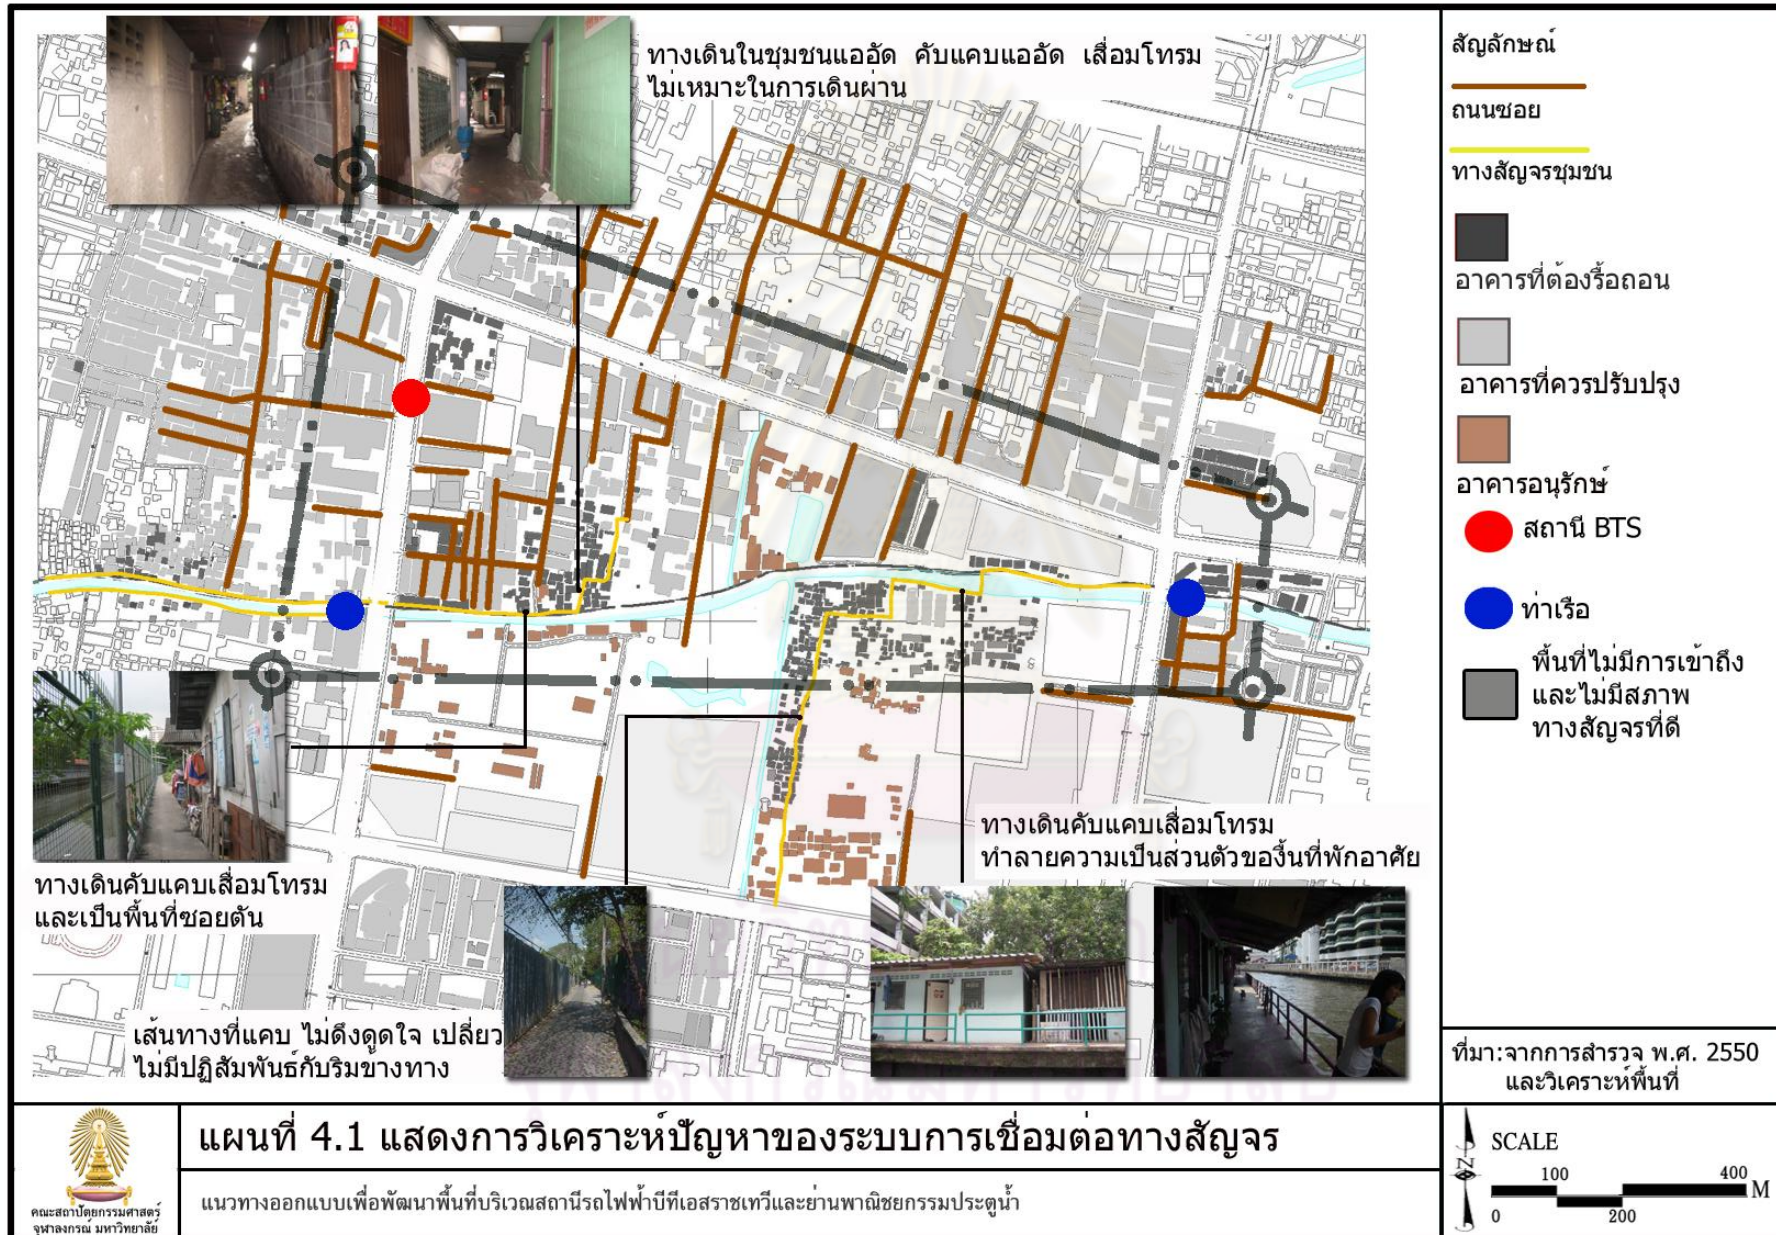 ทางเดินในชุมชนแออัด คับแคบแออัด เสื่อมโทรม
ไม่เหมาะในการเดินผ่าน
ทางเดินคับแคบเสื่อมโทรม
และเป็นพื้นที่ซอยตัน
เส้นทางที่แคบ ไม่ดึงดูดใจ เปลี่ยว
ไม่มีปฏิสัมพันธ์กับริมข้างทาง
ทางเดินคับแคบเสื่อมโทรม
ทำลายความเป็นส่วนตัวของื้นที่พักอาศัย
สัญลักษณ์
ถนนซอย
ทางสัญจรชุมชน
อาคารที่ต้องรื้อถอน
อาคารที่ควรปรับปรุง
อาคารอนุรักษ์
สถานี BTS
ท่าเรือ
พื้นที่ไม่มีการเข้าถึง
และไม่มีสภาพ
ทางสัญจรที่ดี
ที่มา:จากการสำรวจ พ.ศ. 2550
และวิเคราะห์พื้นที่
แผนที่ 4.1 แสดงการวิเคราะห์ปัญหาของระบบการเชื่อมต่อทางสัญจร
แนวทางออกแบบเพื่อพัฒนาพื้นที่บริเวณสถานีรถไฟฟ้าบีทีเอสราชเทวีและย่านพาณิชยกรรมประตูน้ำ
คณะสถาปัตยกรรมศาสตร์
จุฬาลงกรณ์ มหาวิทยาลัย
N
SCALE
100 400
M
0 200